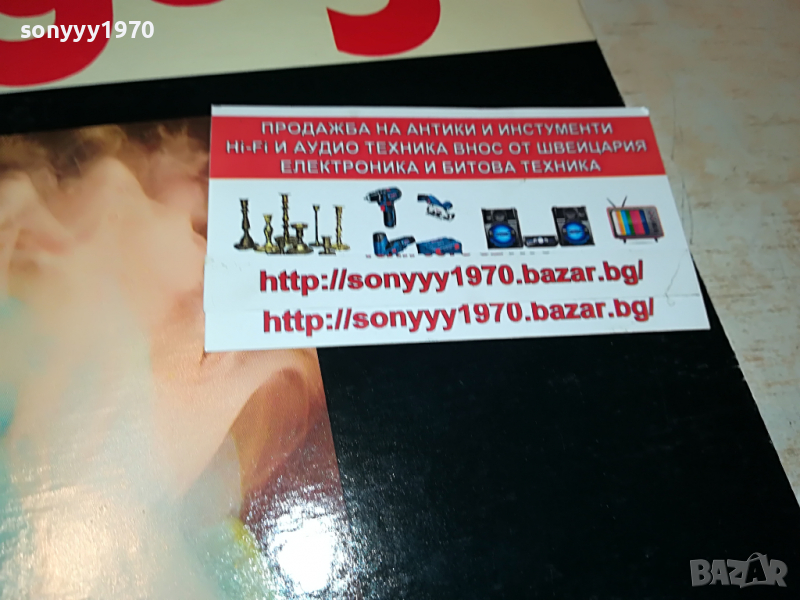 sonyyy1970
ПРОДАЖБА НА АНТИКИ И ИНСТУМЕНТИ
Hi-Fi И АУДИО ТЕХНИКА ВНОС ОТ ШВЕЙЦАРИЯ
ЕЛЕКТРОНИКА И БИТОВА ТЕХНИКА
http://sonyyy1970.bazar.bg/
http://sonyyy1970.bazar.bg/
sonyyy1970
BAZAR